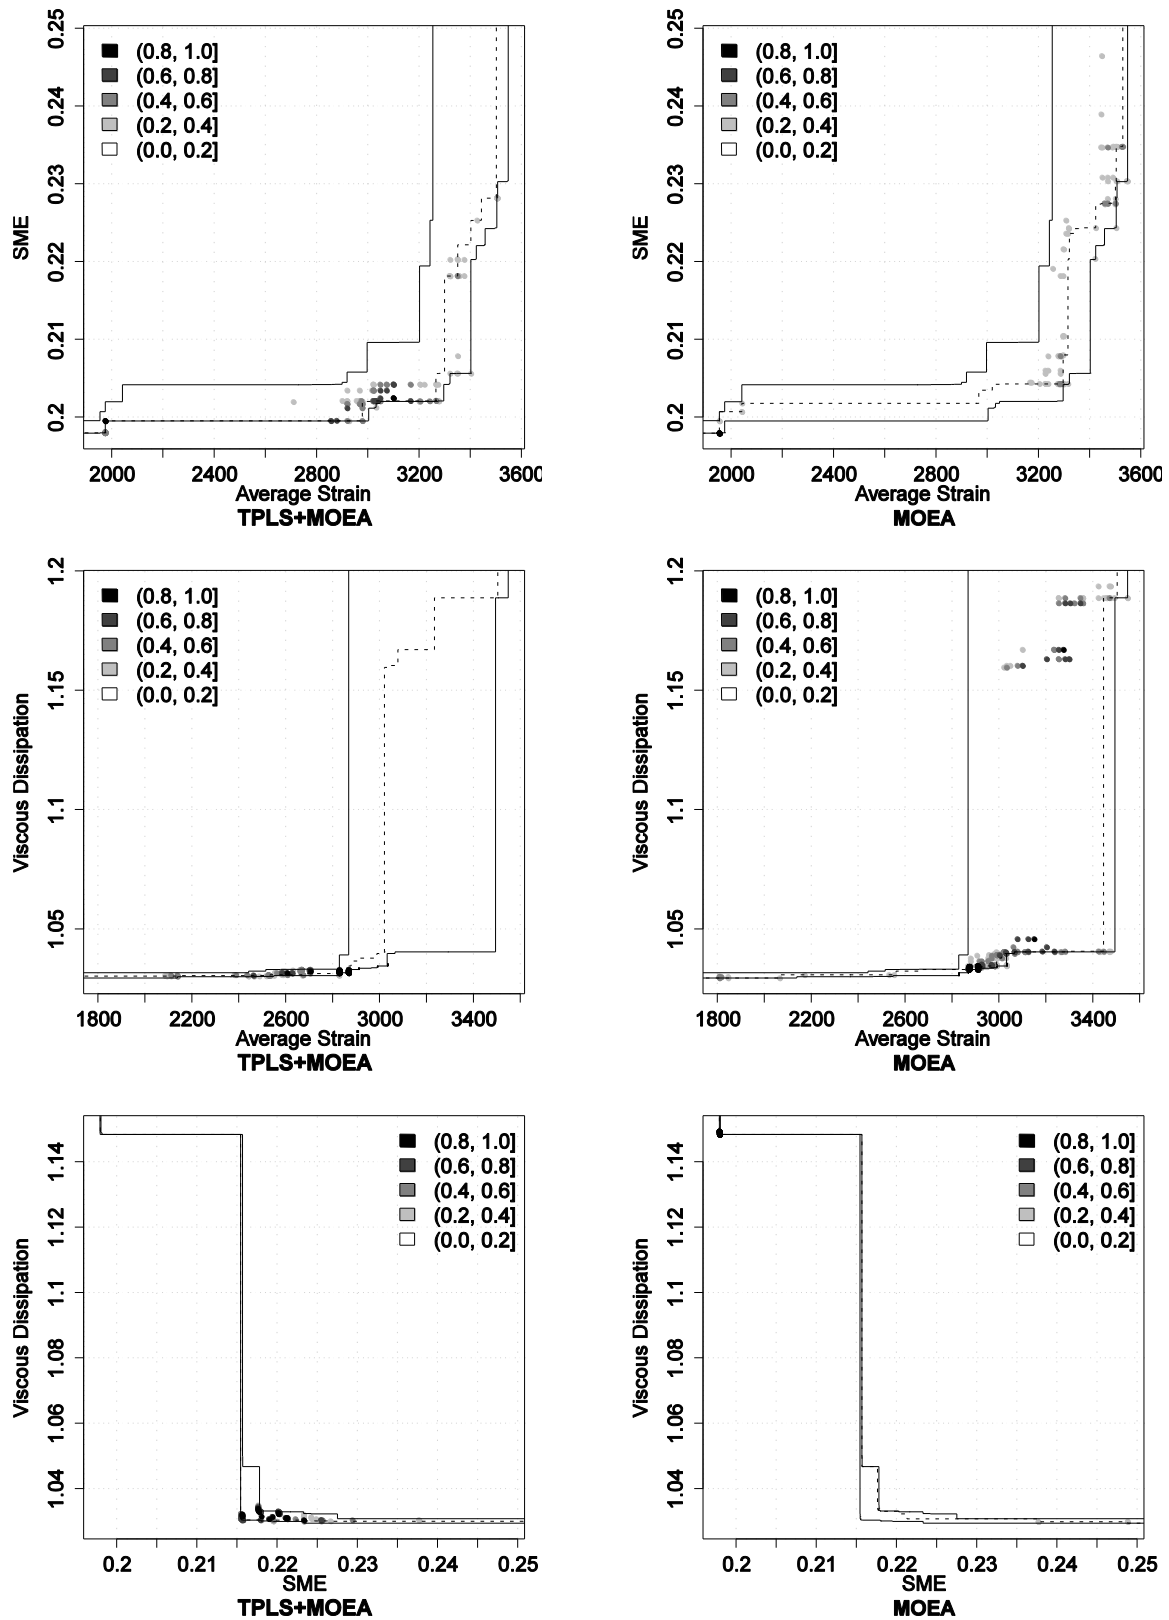 0.25
0.24
0.23
0.22
0.21
0.2
SME
(0.8, 1.0]
(0.6, 0.8]
(0.4, 0.6]
(0.2, 0.4]
(0.0, 0.2]
2000 2400 2800 3200 3600
Average Strain
TPLS+MOEA
0.25
0.24
0.23
0.22
0.21
0.2
SME
(0.8, 1.0]
(0.6, 0.8]
(0.4, 0.6]
(0.2, 0.4]
(0.0, 0.2]
2000 2400 2800 3200 3600
Average Strain
MOEA
1.2
1.15
1.1
1.05
Viscous Dissipation
(0.8, 1.0]
(0.6, 0.8]
(0.4, 0.6]
(0.2, 0.4]
(0.0, 0.2]
1800 2200 2600 3000 3400
Average Strain
TPLS+MOEA
1.2
1.15
1.1
1.05
Viscous Dissipation
(0.8, 1.0]
(0.6, 0.8]
(0.4, 0.6]
(0.2, 0.4]
(0.0, 0.2]
1800 2200 2600 3000 3400
Average Strain
MOEA
1.14
1.12
1.1
1.08
1.06
1.04
Viscous Dissipation
(0.8, 1.0]
(0.6, 0.8]
(0.4, 0.6]
(0.2, 0.4]
(0.0, 0.2]
0.2 0.21 0.22 0.23 0.24 0.25
SME
TPLS+MOEA
1.14
1.12
1.1
1.08
1.06
1.04
Viscous Dissipation
(0.8, 1.0]
(0.6, 0.8]
(0.4, 0.6]
(0.2, 0.4]
(0.0, 0.2]
0.2 0.21 0.22 0.23 0.24 0.25
SME
MOEA